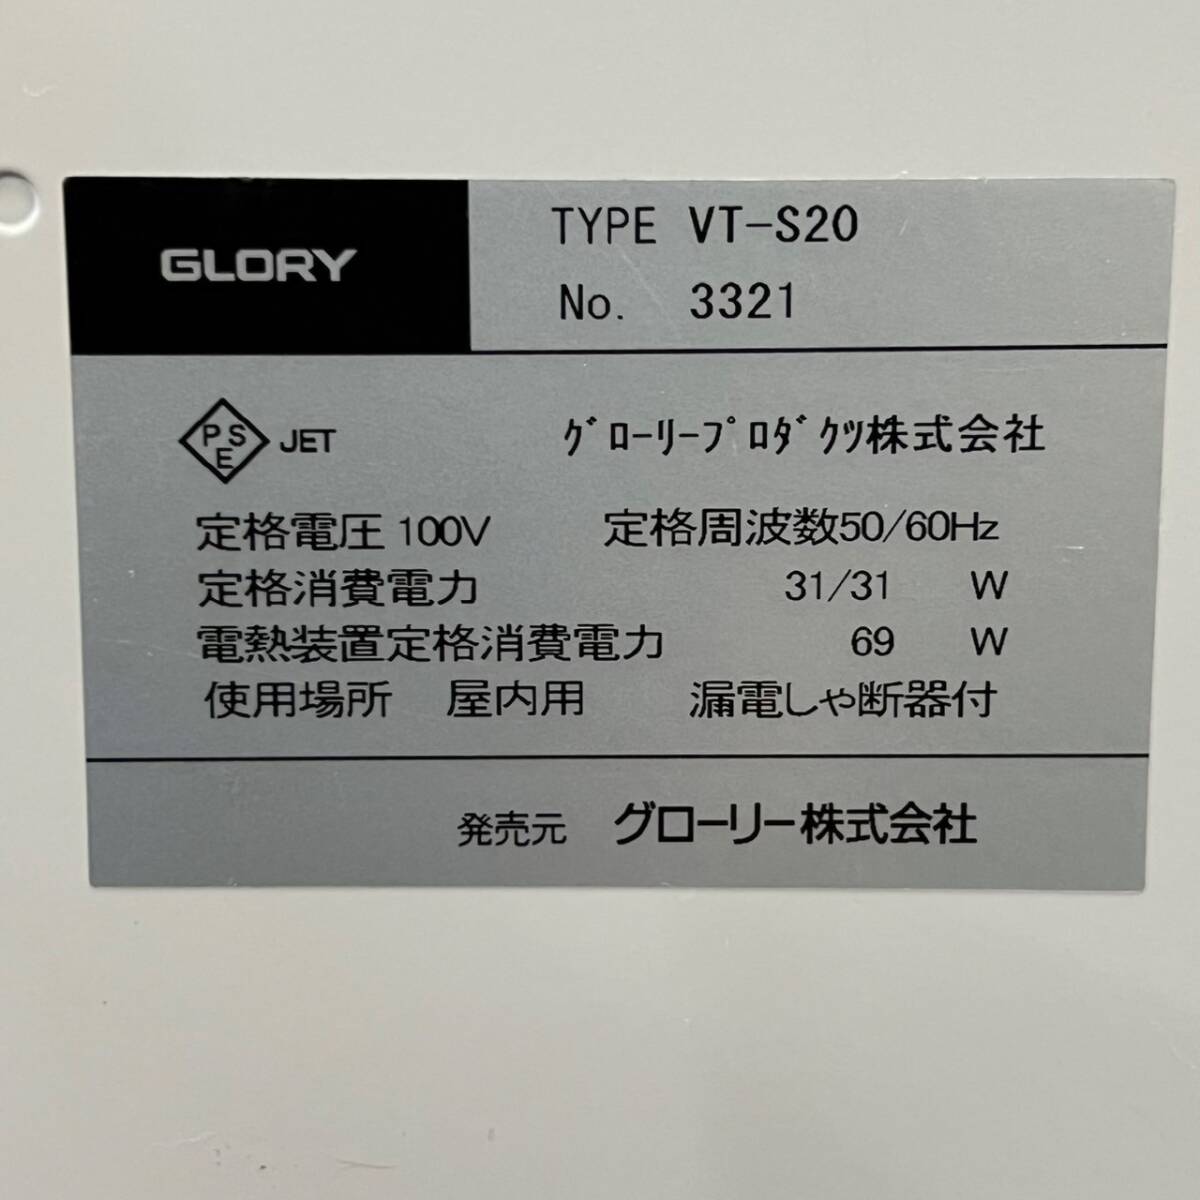 GLORY
TYPE VT-S20
No. 3321
PSE JET
ｸﾞﾛｰﾘｰﾌﾟﾛﾀﾞｸﾂ株式会社
定格電圧 100V 定格周波数50/60Hz
定格消費電力 31/31 W
電熱装置定格消費電力 69 W
使用場所 屋内用 漏電しゃ断器付
発売元 グローリー株式会社